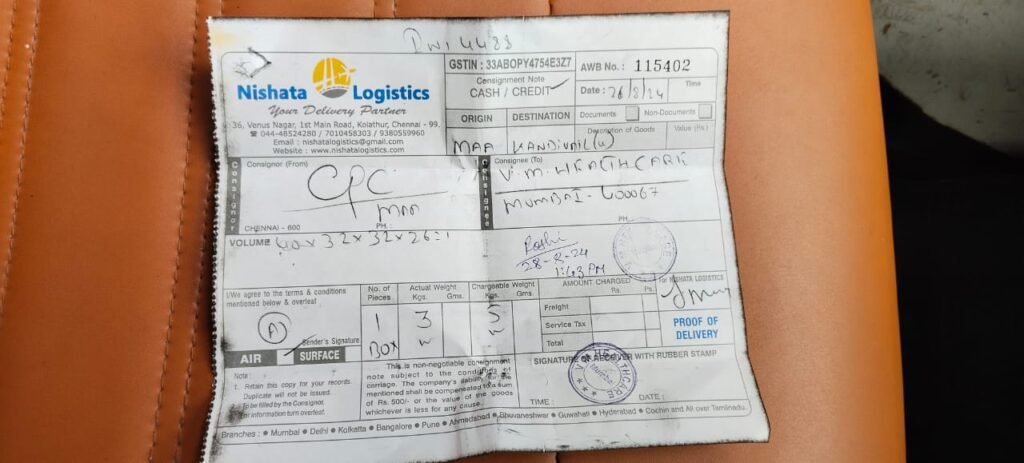 DWI 4488
Nishata Logistics
Your Delivery Partner
36, Venus Nagar, 1st Main Road, Kolathur, Chennai - 99.
☎ 044-48524280 / 7010458303 / 9380559960
Email : nishatalogistics@gmail.com
Website : www.nishatalogistics.com
GSTIN : 33ABOPY4754E3Z7
Consignment Note
CASH / CREDIT
AWB No. : 115402
Date : 26/8/24 Time
ORIGIN DESTINATION
Documents Non-Documents
Description of Goods Value (Rs.)
MAA KANDIVALI (W)
Consignor
Consignor (From)
CPC
MAA
CHENNAI - 600 PH :
Consignee
Consignee (To)
V. M. HEALTHCARE
MUMBAI - 400067
PH.
VOLUME 40 x 32 x 32 x 26 : 1
28-8-24
1:43 PM
I/We agree to the terms & conditions
mentioned below & overleaf
Sender's Signature
AIR SURFACE
No. of Pieces Actual Weight Kgs. Gms. Chargeable Weight Kgs. Gms.
1 3 5
BOX
AMOUNT CHARGED
Rs. Ps.
Freight
Service Tax
Total
For NISHATA LOGISTICS
PROOF OF
DELIVERY
Note :
1. Retain this copy for your records.
Duplicate will not be issued.
To be filled by the Consignor.
For information turn overleaf.
This is non-negotiable consignment
note subject to the conditions of
carriage. The company's liability
mentioned shall be compensated to a sum
of Rs. 500/- or the value of the goods
whichever is less for any cause.
SIGNATURE OF RECEIVER WITH RUBBER STAMP
TIME : DATE :
Branches : ● Mumbai ● Delhi ● Kolkatta ● Bangalore ● Pune ● Ahmedabad ● Bhuvaneshwer ● Guwahati ● Hyderabad ● Cochin and All over Tamilnadu.